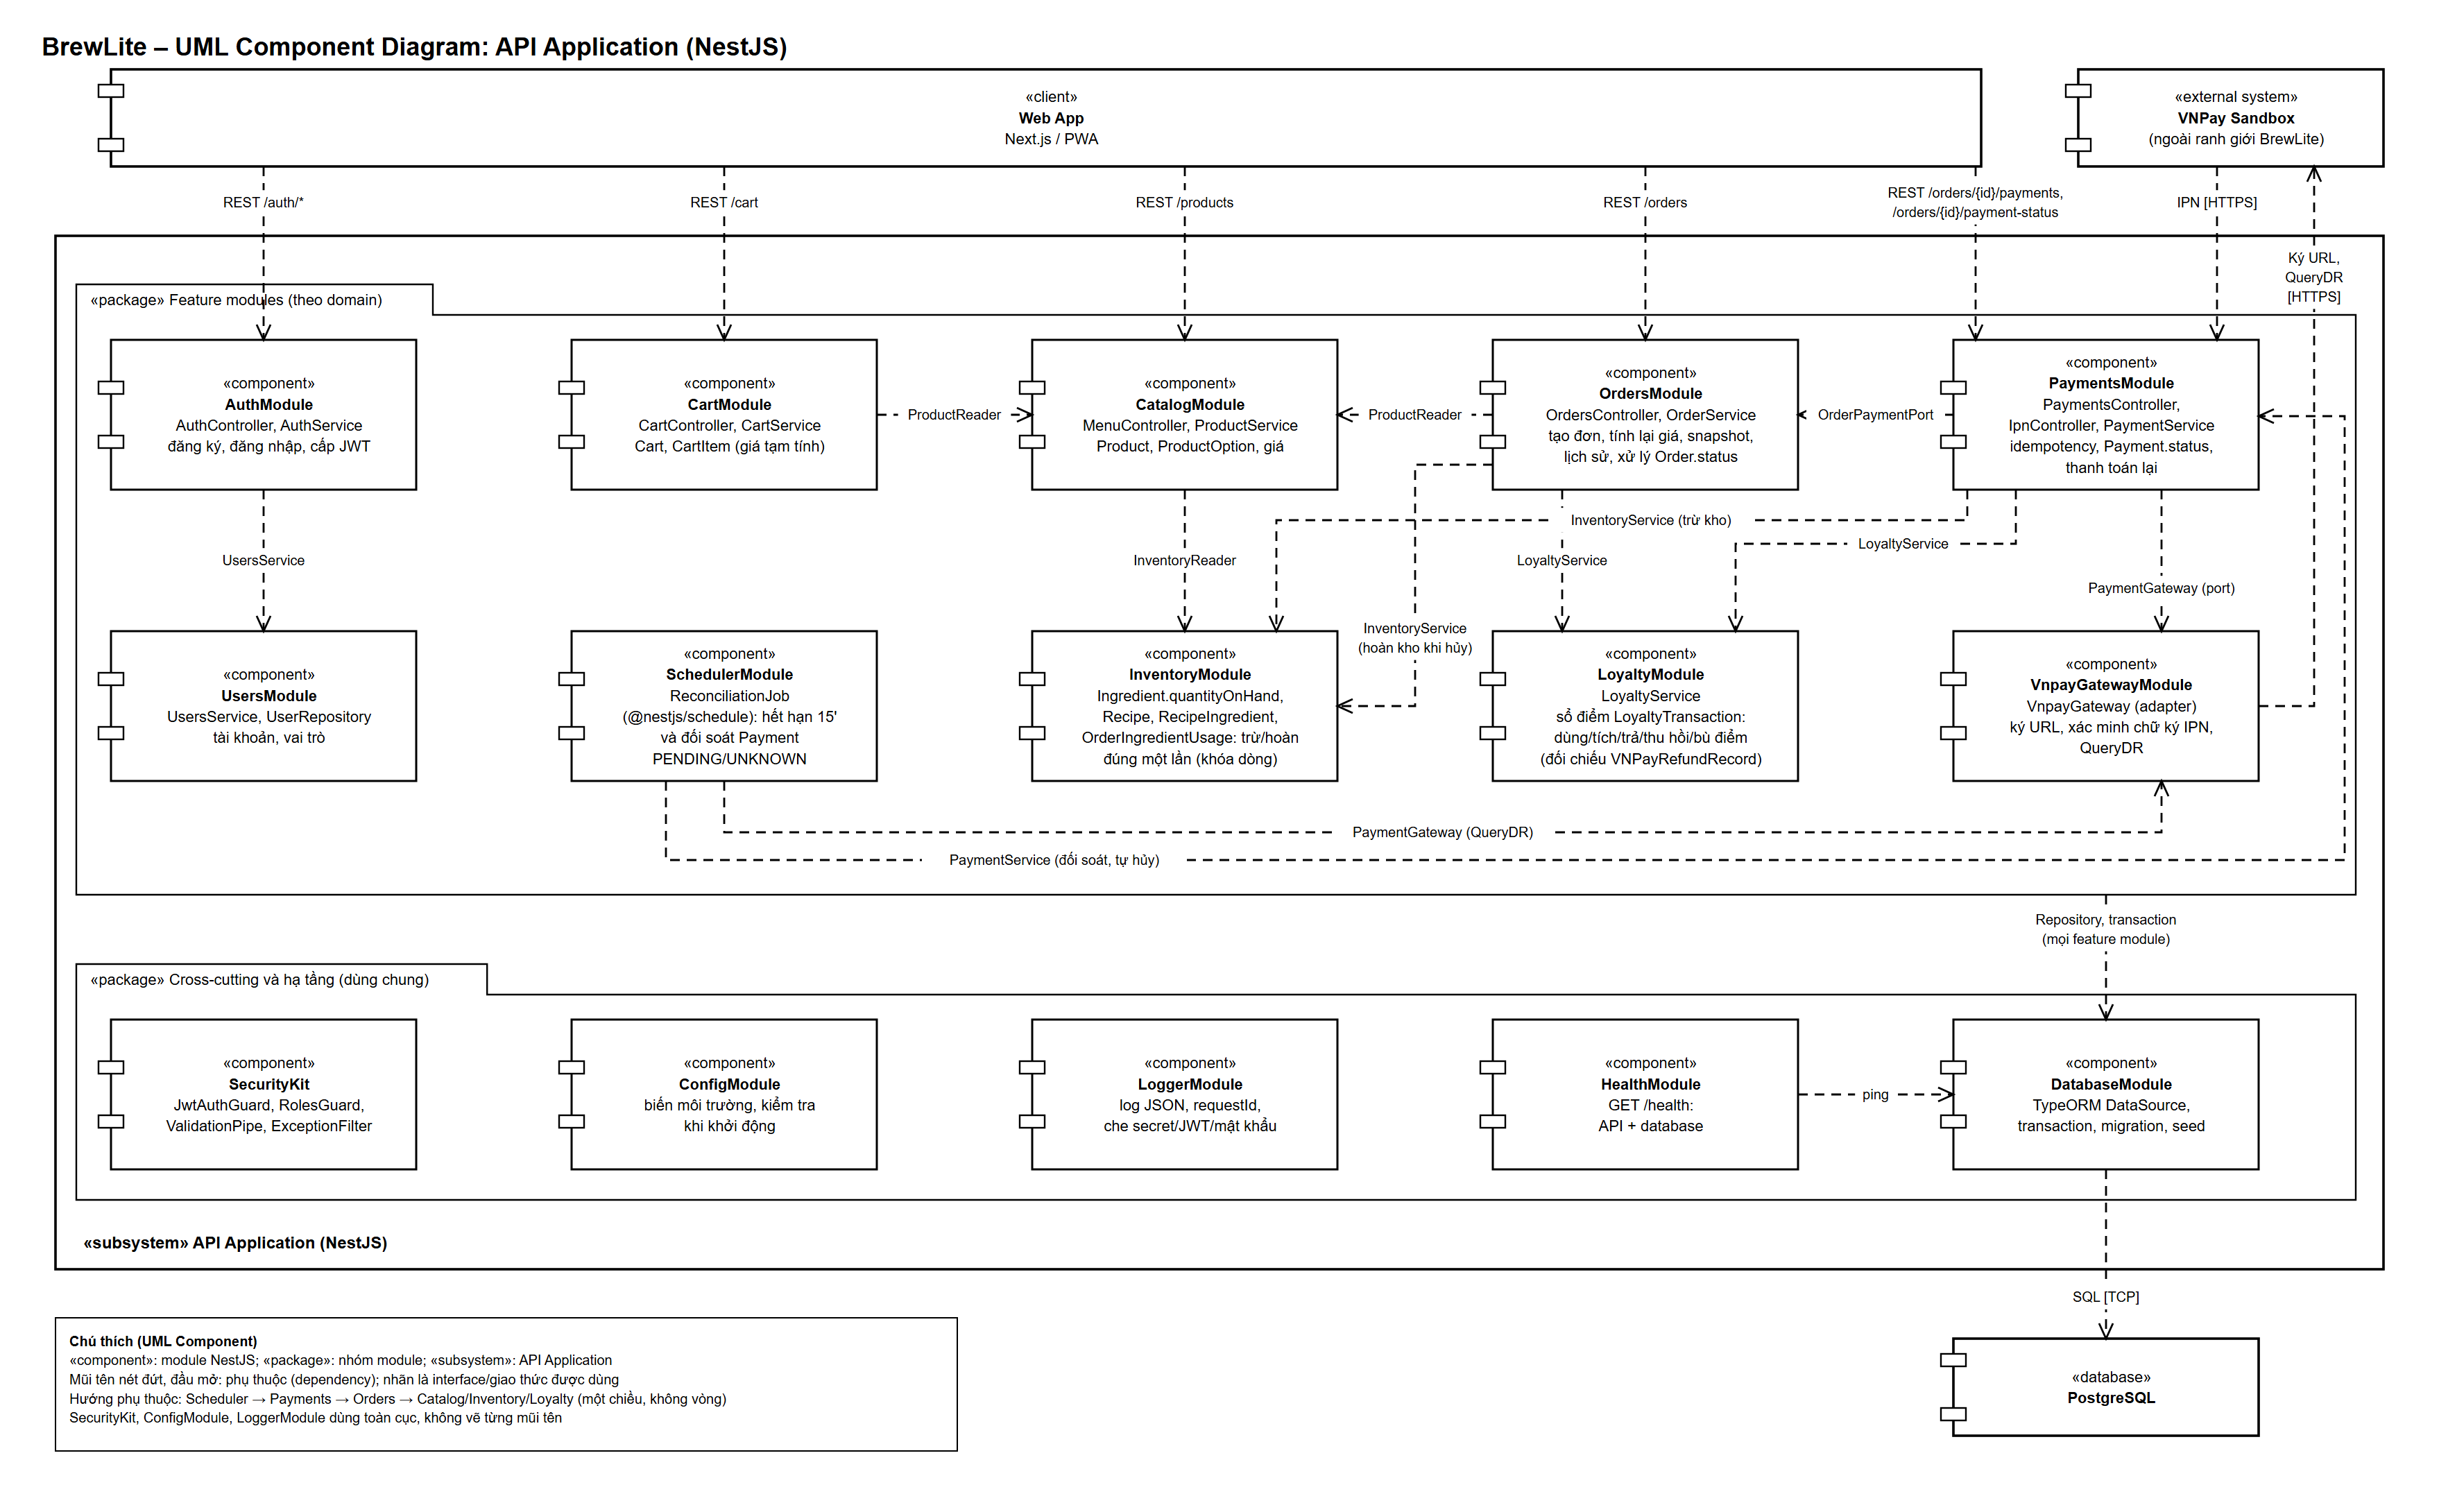 BrewLite – UML Component Diagram: API Application (NestJS)
«client»
Web App
Next.js / PWA
«external system»
VNPay Sandbox
(ngoài ranh giới BrewLite)
REST /auth/*
REST /cart
REST /products
REST /orders
REST /orders/{id}/payments,
/orders/{id}/payment-status
IPN [HTTPS]
Ký URL,
QueryDR
[HTTPS]
«package» Feature modules (theo domain)
«component»
AuthModule
AuthController, AuthService
đăng ký, đăng nhập, cấp JWT
«component»
CartModule
CartController, CartService
Cart, CartItem (giá tạm tính)
ProductReader
«component»
CatalogModule
MenuController, ProductService
Product, ProductOption, giá
ProductReader
«component»
OrdersModule
OrdersController, OrderService
tạo đơn, tính lại giá, snapshot,
lịch sử, xử lý Order.status
OrderPaymentPort
«component»
PaymentsModule
PaymentsController,
IpnController, PaymentService
idempotency, Payment.status,
thanh toán lại
InventoryService (trừ kho)
LoyaltyService
UsersService
InventoryReader
LoyaltyService
PaymentGateway (port)
InventoryService
(hoàn kho khi hủy)
«component»
UsersModule
UsersService, UserRepository
tài khoản, vai trò
«component»
SchedulerModule
ReconciliationJob
(@nestjs/schedule): hết hạn 15'
và đối soát Payment
PENDING/UNKNOWN
«component»
InventoryModule
Ingredient.quantityOnHand,
Recipe, RecipeIngredient,
OrderIngredientUsage: trừ/hoàn
đúng một lần (khóa dòng)
«component»
LoyaltyModule
LoyaltyService
sổ điểm LoyaltyTransaction:
dùng/tích/trả/thu hồi/bù điểm
(đối chiếu VNPayRefundRecord)
«component»
VnpayGatewayModule
VnpayGateway (adapter)
ký URL, xác minh chữ ký IPN,
QueryDR
PaymentGateway (QueryDR)
PaymentService (đối soát, tự hủy)
Repository, transaction
(mọi feature module)
«package» Cross-cutting và hạ tầng (dùng chung)
«component»
SecurityKit
JwtAuthGuard, RolesGuard,
ValidationPipe, ExceptionFilter
«component»
ConfigModule
biến môi trường, kiểm tra
khi khởi động
«component»
LoggerModule
log JSON, requestId,
che secret/JWT/mật khẩu
«component»
HealthModule
GET /health:
API + database
ping
«component»
DatabaseModule
TypeORM DataSource,
transaction, migration, seed
«subsystem» API Application (NestJS)
SQL [TCP]
«database»
PostgreSQL
Chú thích (UML Component)
«component»: module NestJS; «package»: nhóm module; «subsystem»: API Application
Mũi tên nét đứt, đầu mở: phụ thuộc (dependency); nhãn là interface/giao thức được dùng
Hướng phụ thuộc: Scheduler → Payments → Orders → Catalog/Inventory/Loyalty (một chiều, không vòng)
SecurityKit, ConfigModule, LoggerModule dùng toàn cục, không vẽ từng mũi tên